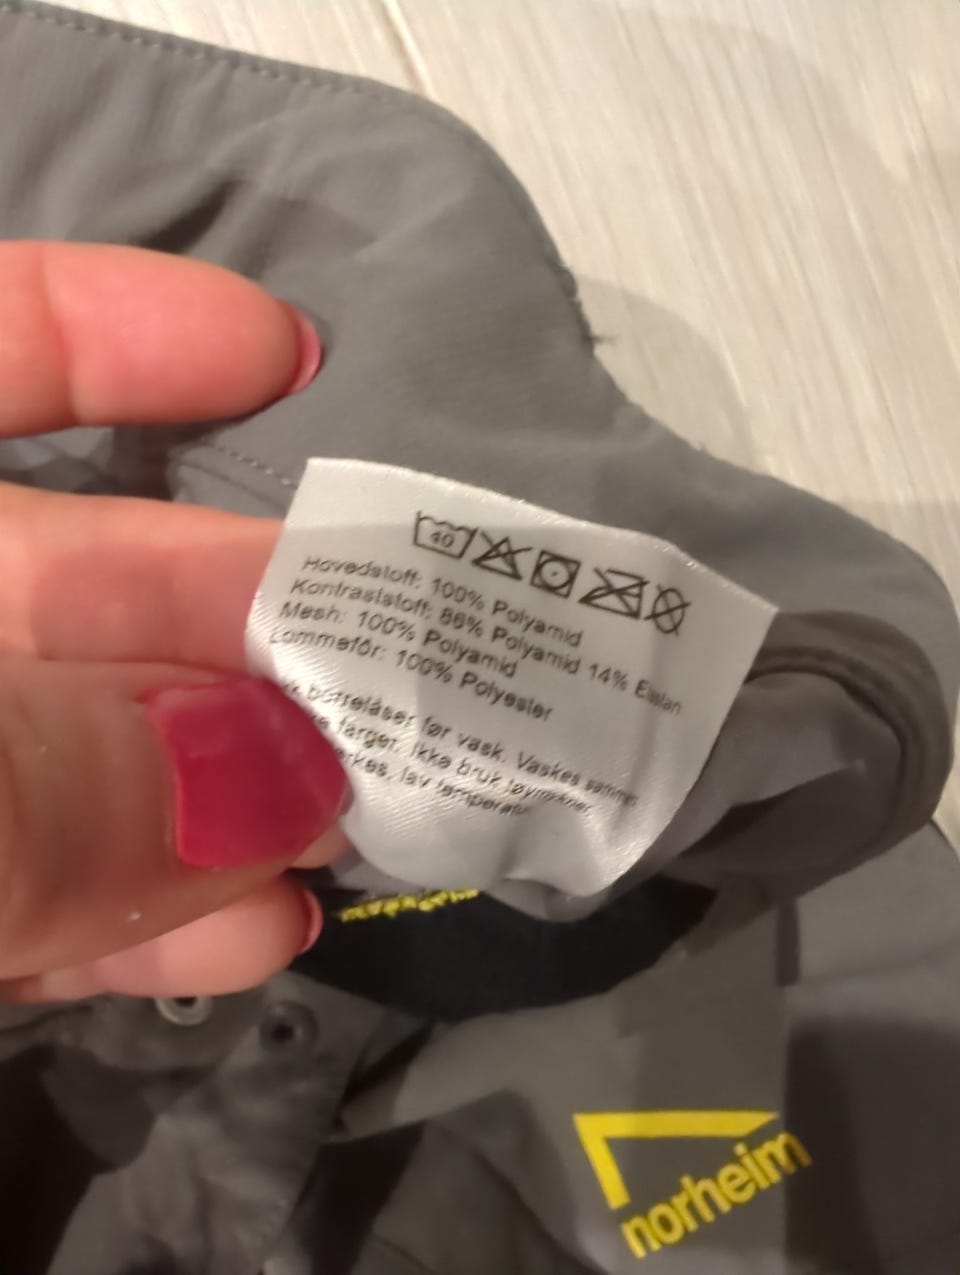 40
Hovedstoff: 100% Polyamid
Kontraststoff: 86% Polyamid 14% Elastan
Mesh: 100% Polyamid
Lommefôr: 100% Polyester
borrelåser før vask. Vaskes sammen
farger. Ikke bruk tøymykner.
lav temperatur
norheim